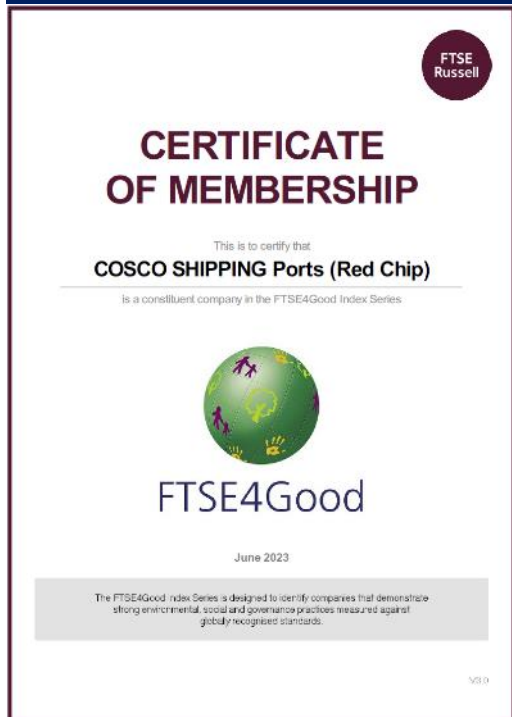 FTSE
Russell
CERTIFICATE
OF MEMBERSHIP
This is to certify that
COSCO SHIPPING Ports (Red Chip)
is a constituent company in the FTSE4Good Index Series
FTSE4Good
June 2023
The FTSE4Good Index Series is designed to identify companies that demonstrate
strong environmental, social and governance practices measured against
globally recognised standards.
V3.0